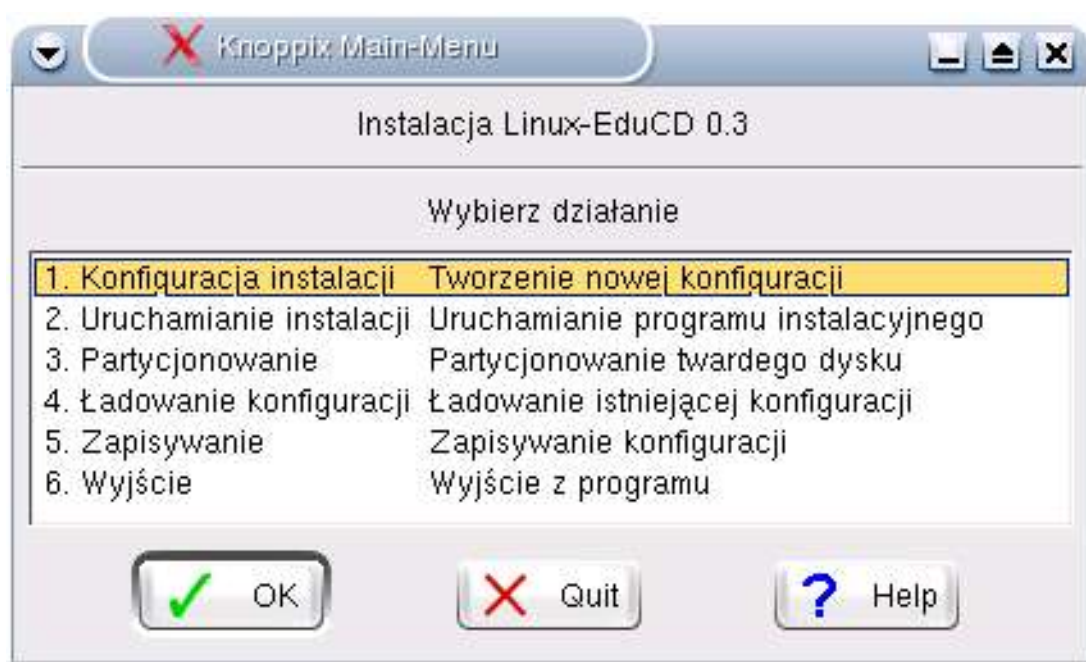 Knoppix Main-Menu
Instalacja Linux-EduCD 0.3
Wybierz działanie
1. Konfiguracja instalacji Tworzenie nowej konfiguracji
2. Uruchamianie instalacji Uruchamianie programu instalacyjnego
3. Partycjonowanie Partycjonowanie twardego dysku
4. Ładowanie konfiguracji Ładowanie istniejącej konfiguracji
5. Zapisywanie Zapisywanie konfiguracji
6. Wyjście Wyjście z programu
OK Quit Help